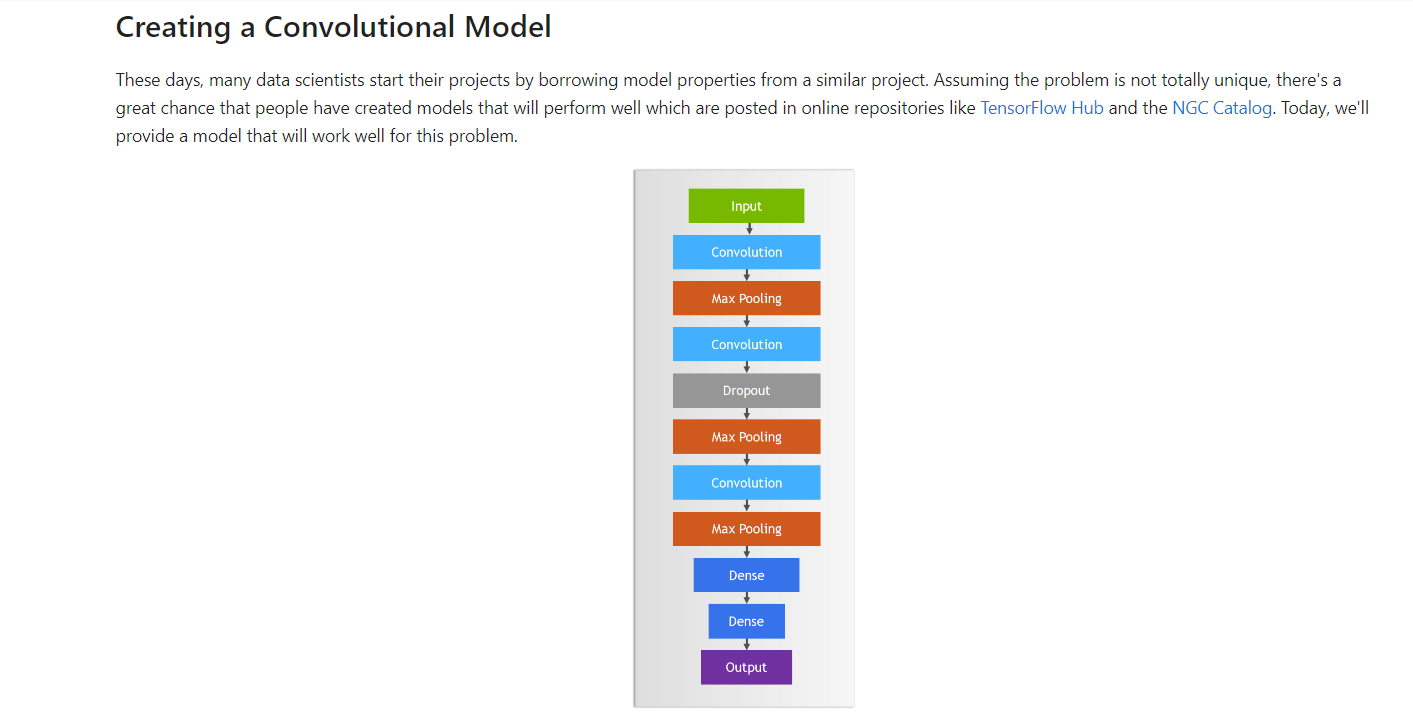 Creating a Convolutional Model
These days, many data scientists start their projects by borrowing model properties from a similar project. Assuming the problem is not totally unique, there's a
great chance that people have created models that will perform well which are posted in online repositories like TensorFlow Hub and the NGC Catalog. Today, we'll
provide a model that will work well for this problem.
Input
Convolution
Max Pooling
Convolution
Dropout
Max Pooling
Convolution
Max Pooling
Dense
Dense
Output